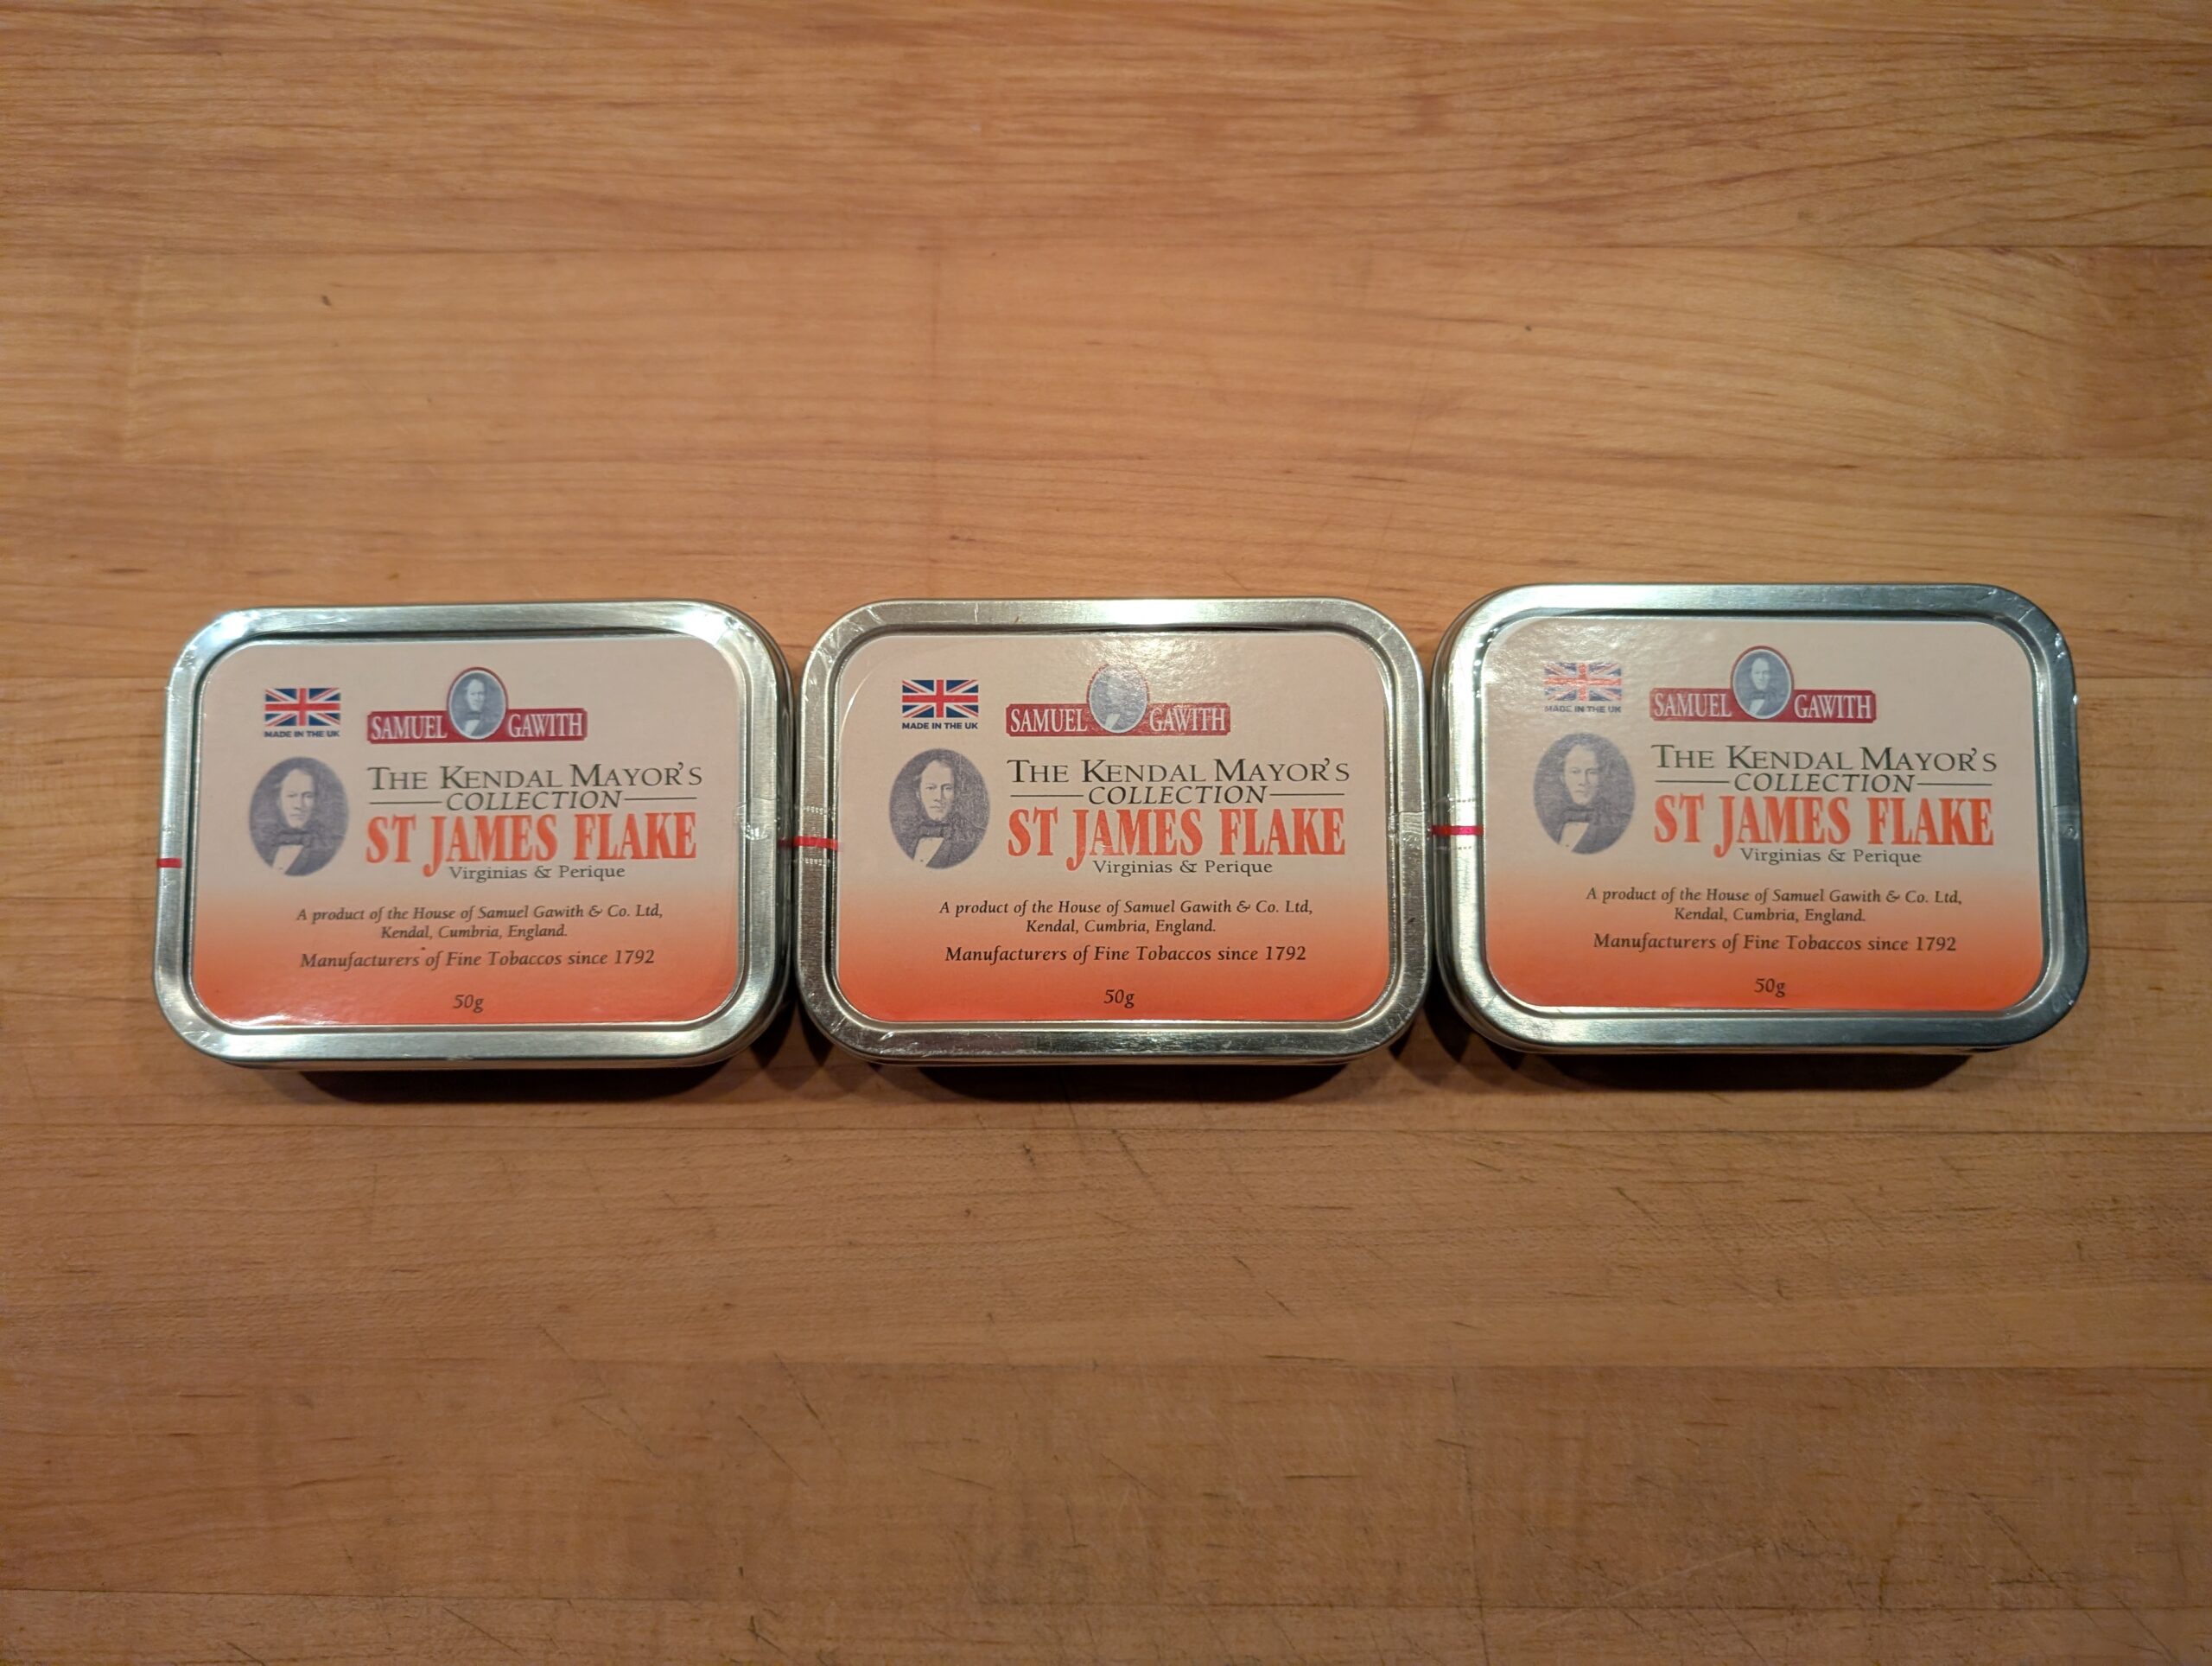 MADE IN THE UK
SAMUEL GAWITH
THE KENDAL MAYOR'S
COLLECTION
ST JAMES FLAKE
Virginias & Perique
A product of the House of Samuel Gawith & Co. Ltd,
Kendal, Cumbria, England.
Manufacturers of Fine Tobaccos since 1792
50g
MADE IN THE UK
SAMUEL GAWITH
THE KENDAL MAYOR'S
COLLECTION
ST JAMES FLAKE
Virginias & Perique
A product of the House of Samuel Gawith & Co. Ltd,
Kendal, Cumbria, England.
Manufacturers of Fine Tobaccos since 1792
50g
MADE IN THE UK
SAMUEL GAWITH
THE KENDAL MAYOR'S
COLLECTION
ST JAMES FLAKE
Virginias & Perique
A product of the House of Samuel Gawith & Co. Ltd,
Kendal, Cumbria, England.
Manufacturers of Fine Tobaccos since 1792
50g